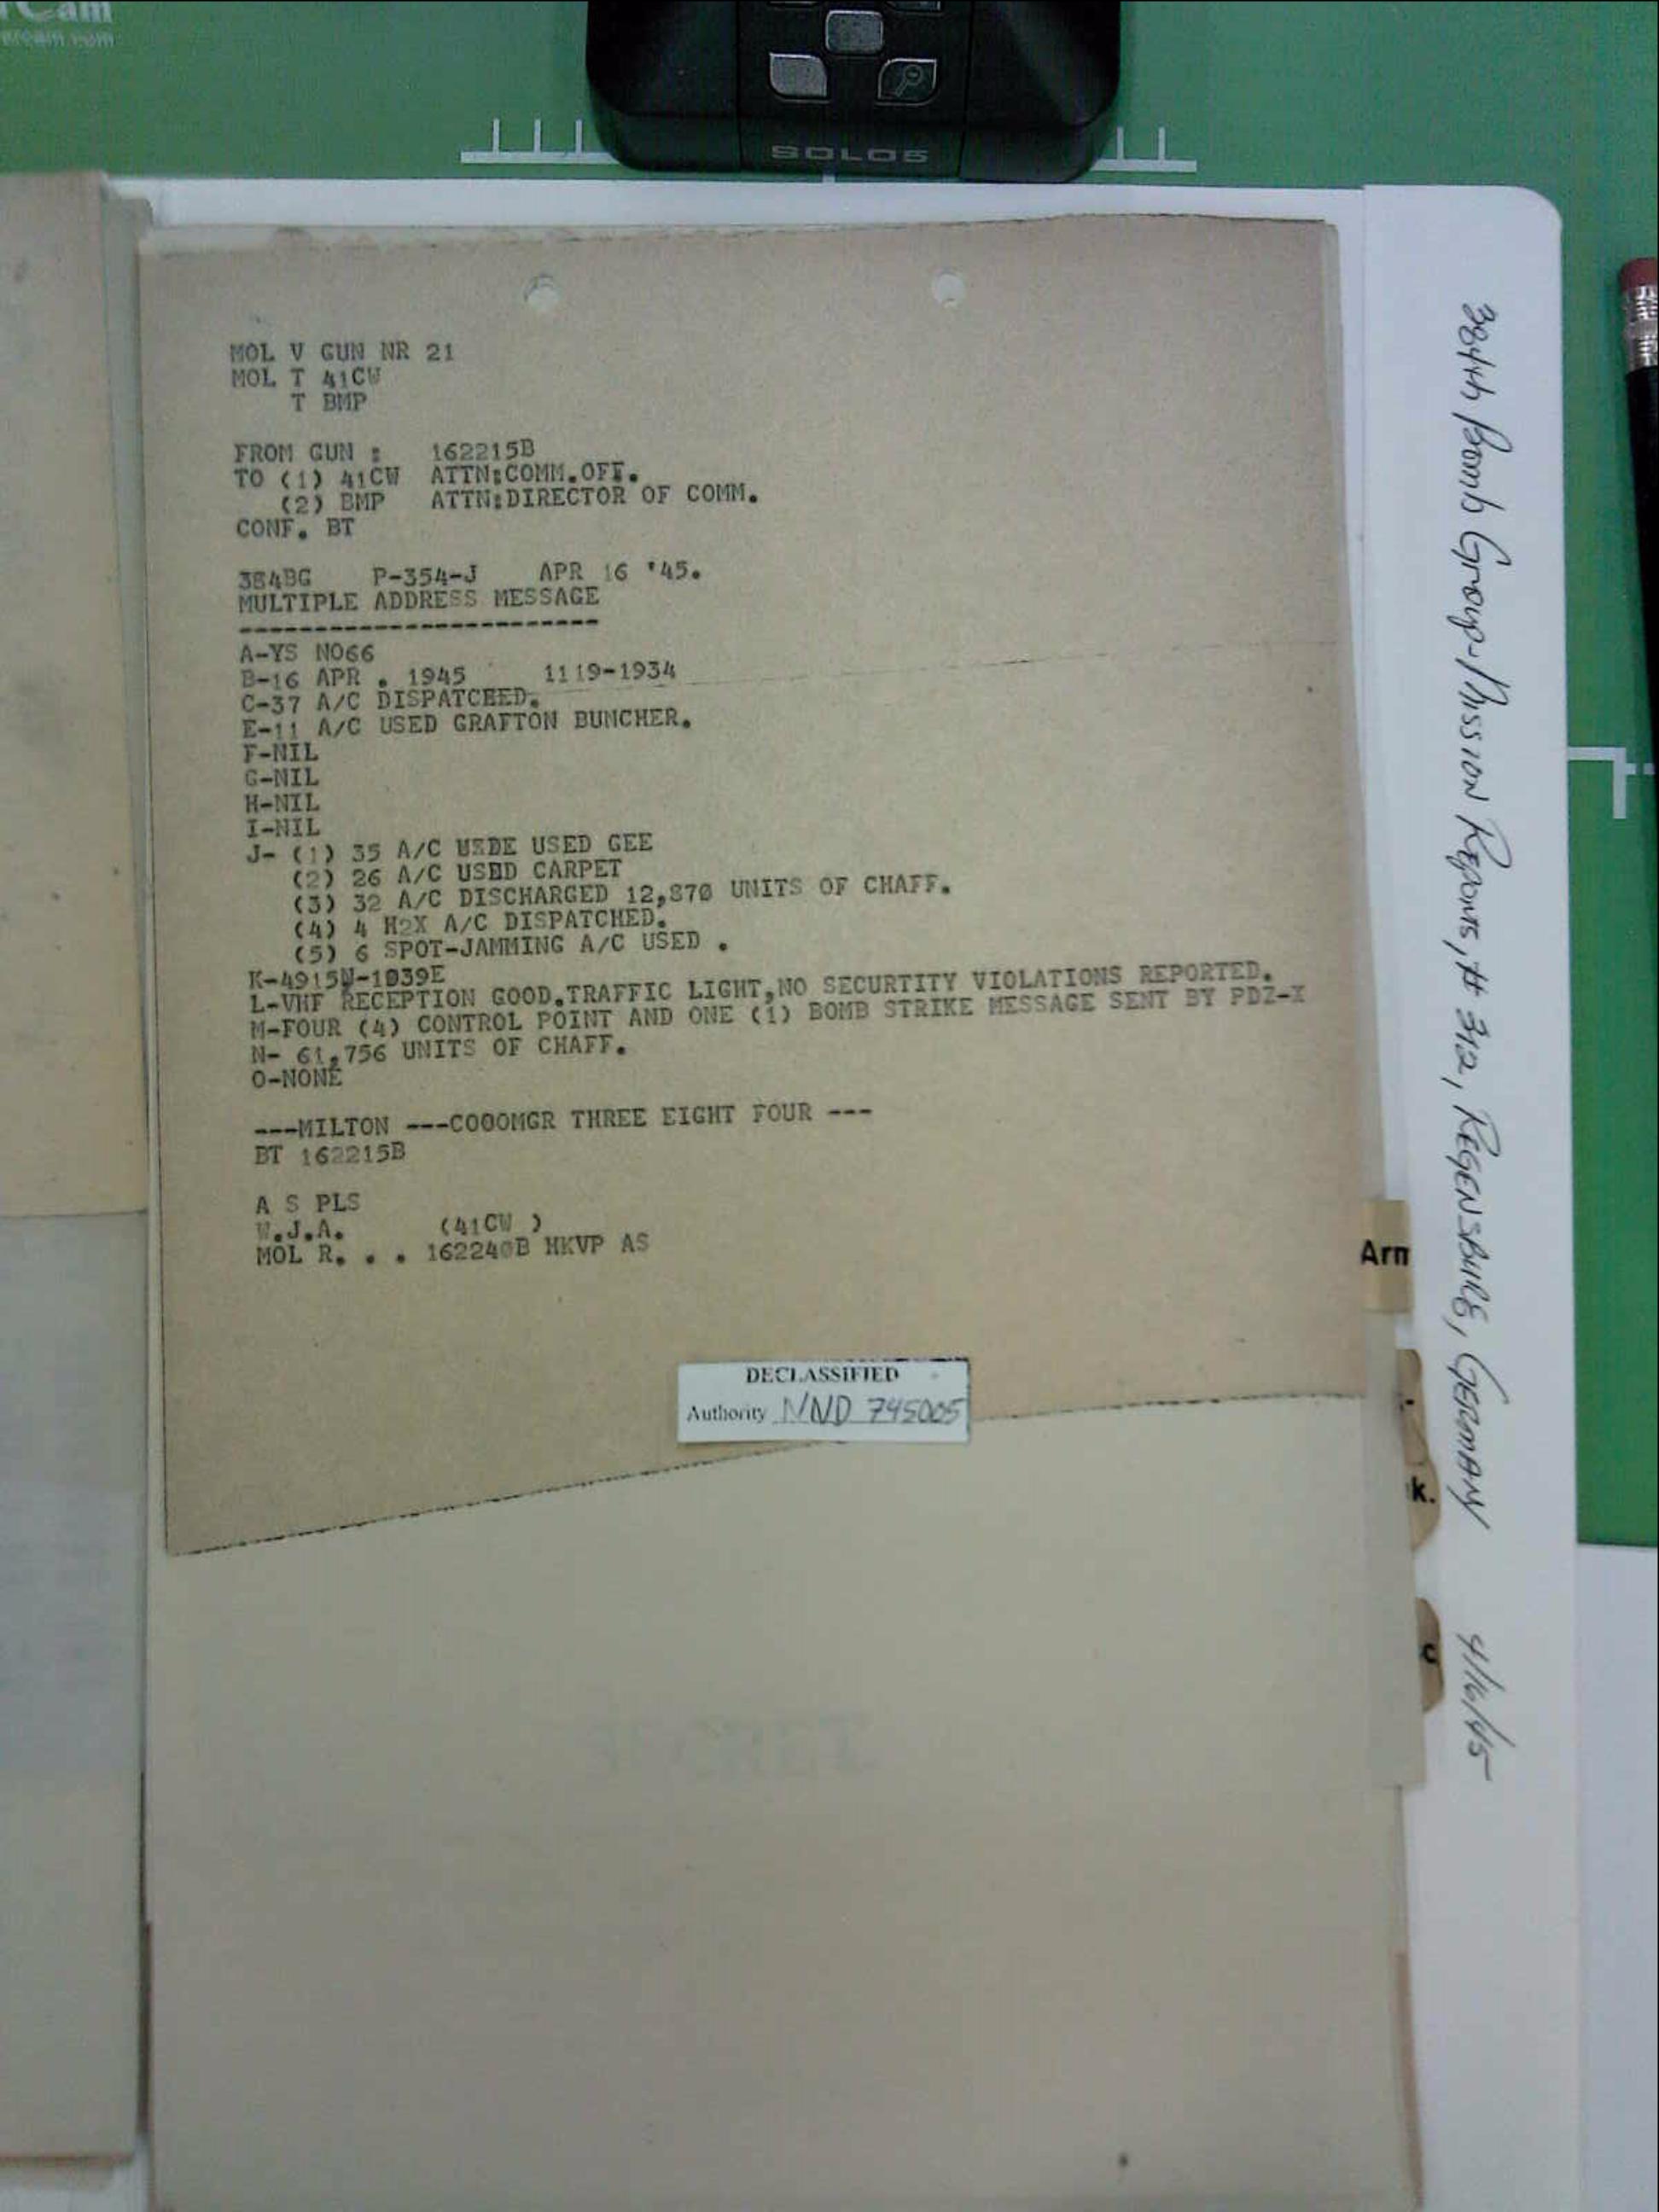 MOL V GUN NR 21
MOL T 41CW
T BMP
FROM GUN : 162215B
TO (1) 41CW ATTN:COMM.OFF.
(2) BMP ATTN:DIRECTOR OF COMM.
CONF. BT
384BG P-354-J APR 16 '45.
MULTIPLE ADDRESS MESSAGE
------------------------
A-YS NO66
B-16 APR . 1945 1119-1934
C-37 A/C DISPATCHED.
E-11 A/C USED GRAFTON BUNCHER.
F-NIL
G-NIL
H-NIL
I-NIL
J- (1) 35 A/C USDE USED GEE
(2) 26 A/C USED CARPET
(3) 32 A/C DISCHARGED 12,870 UNITS OF CHAFF.
(4) 4 H2X A/C DISPATCHED.
(5) 6 SPOT-JAMMING A/C USED .
K-4915N-1039E
L-VHF RECEPTION GOOD,TRAFFIC LIGHT,NO SECURTITY VIOLATIONS REPORTED.
M-FOUR (4) CONTROL POINT AND ONE (1) BOMB STRIKE MESSAGE SENT BY PDZ-X
N- 61,756 UNITS OF CHAFF.
O-NONE
---MILTON ---COOOMGR THREE EIGHT FOUR ---
BT 162215B
A S PLS
W.J.A. (41CW )
MOL R. . . 162240B HKVP AS
DECLASSIFIED
Authority NND 745005
384th Bomb Group-Mission Reports, # 312, REGENSBURG, GERMANY 4/16/45
Arm
k.
c
SOLO5